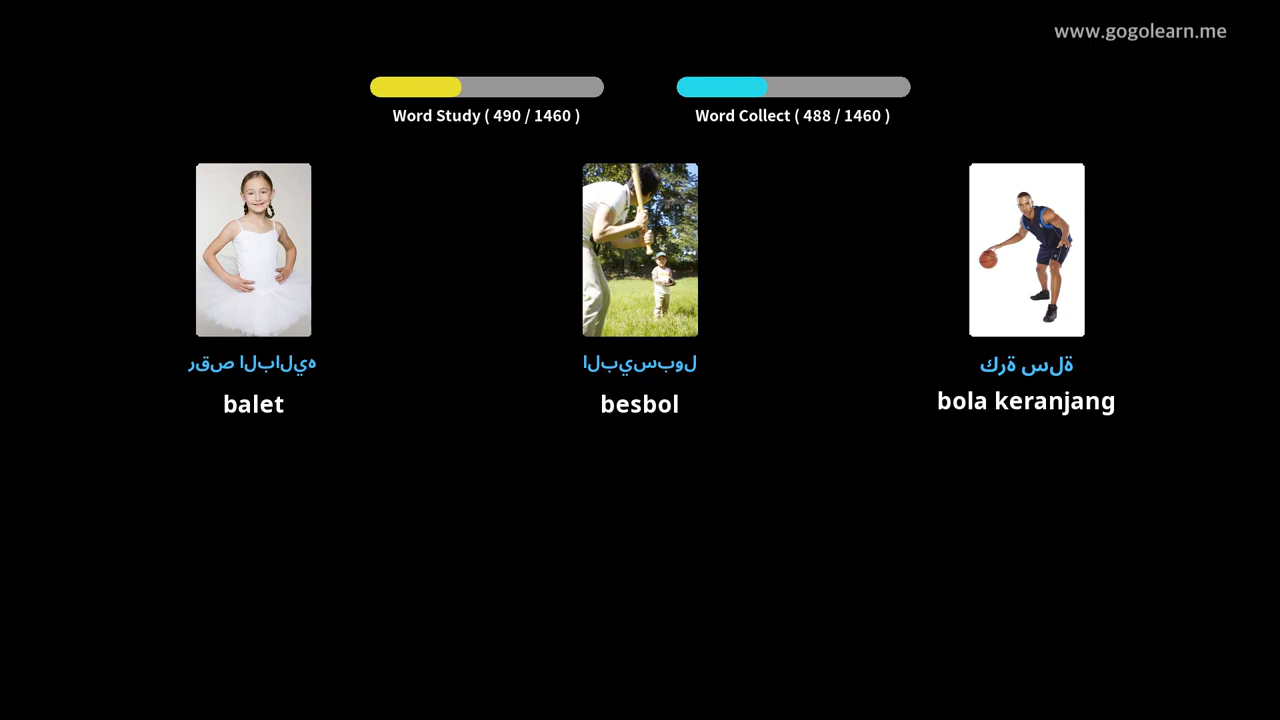 www.gogolearn.me
Word Study ( 490 / 1460 )
Word Collect ( 488 / 1460 )
رقص الباليه
البيسبول
كرة سلة
balet
besbol
bola keranjang